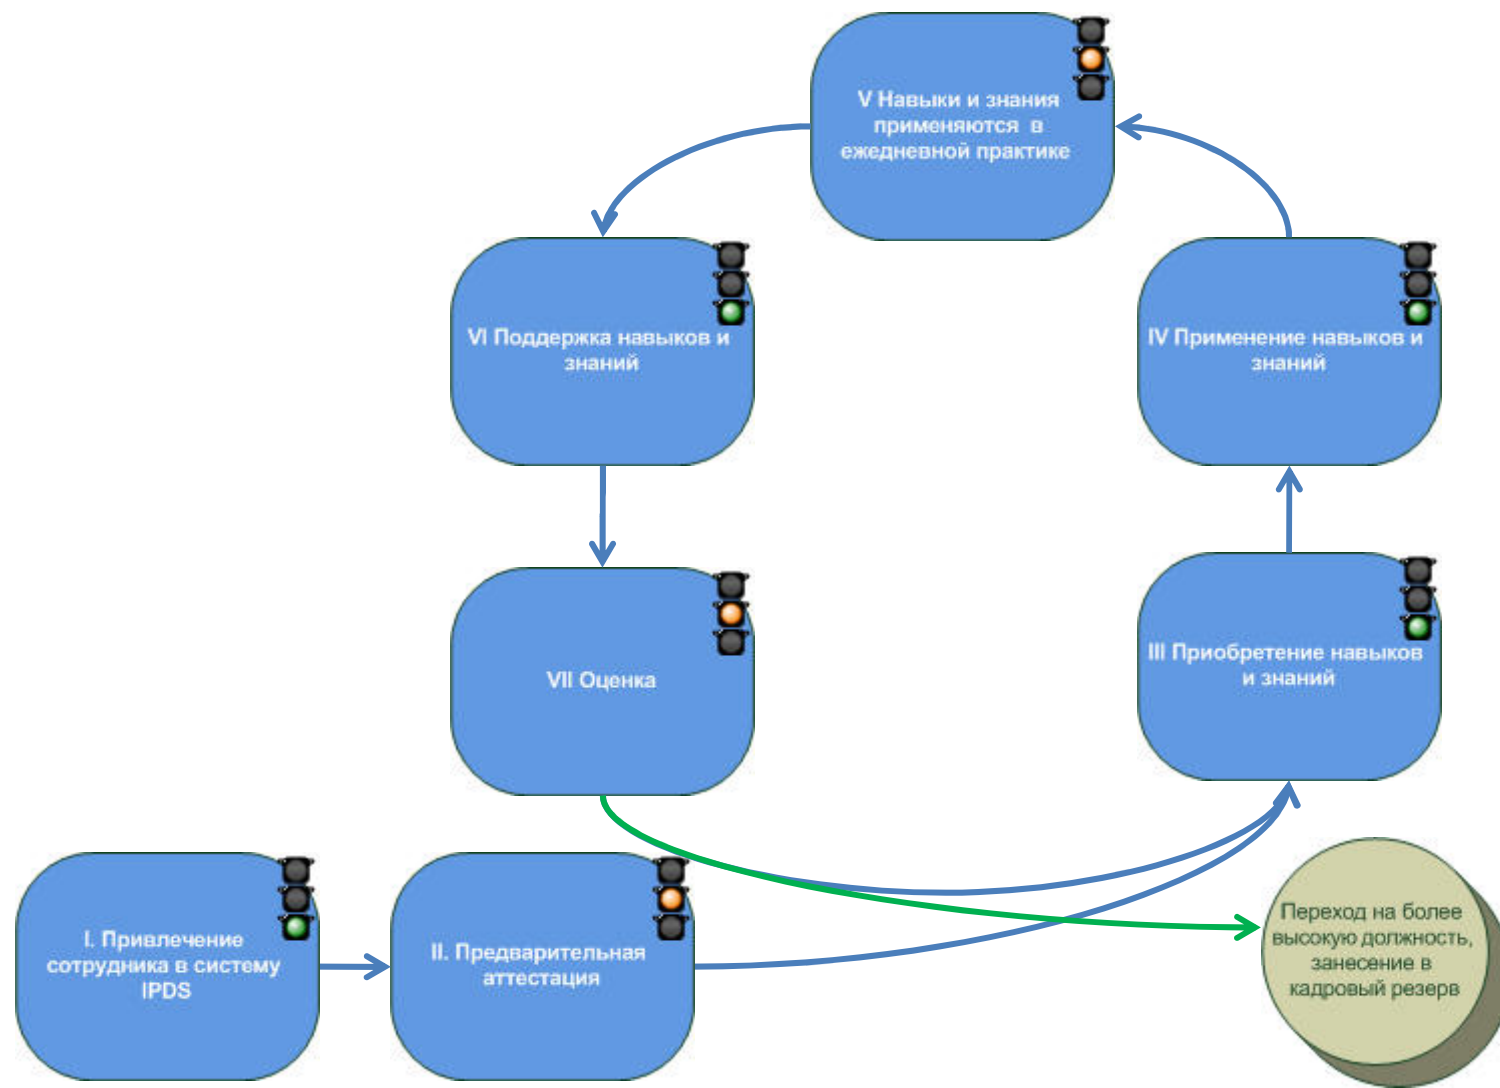 V Навыки и знания
применяются в
ежедневной практике
VI Поддержка навыков и
знаний
IV Применение навыков и
знаний
VII Оценка
III Приобретение навыков
и знаний
I. Привлечение
сотрудника в систему
IPDS
II. Предварительная
аттестация
Переход на более
высокую должность,
занесение в
кадровый резерв